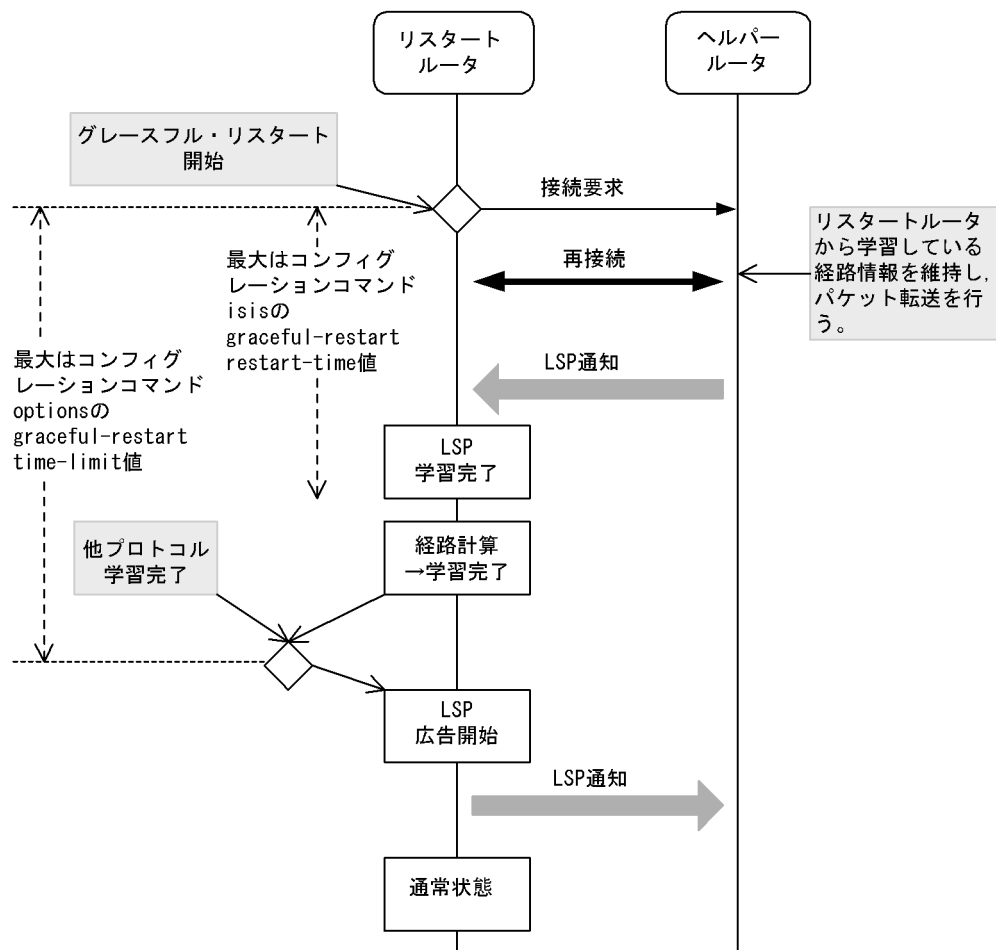 リスタート
ルータ
ヘルパー
ルータ
グレースフル・リスタート
開始
接続要求
リスタートルータ
から学習している
経路情報を維持し,
パケット転送を行
う。
再接続
最大はコンフィグ
レーションコマンド
isisの
graceful-restart
restart-time値
最大はコンフィグ
レーションコマンド
optionsの
graceful-restart
time-limit値
LSP通知
LSP
学習完了
他プロトコル
学習完了
経路計算
→学習完了
LSP
広告開始
LSP通知
通常状態